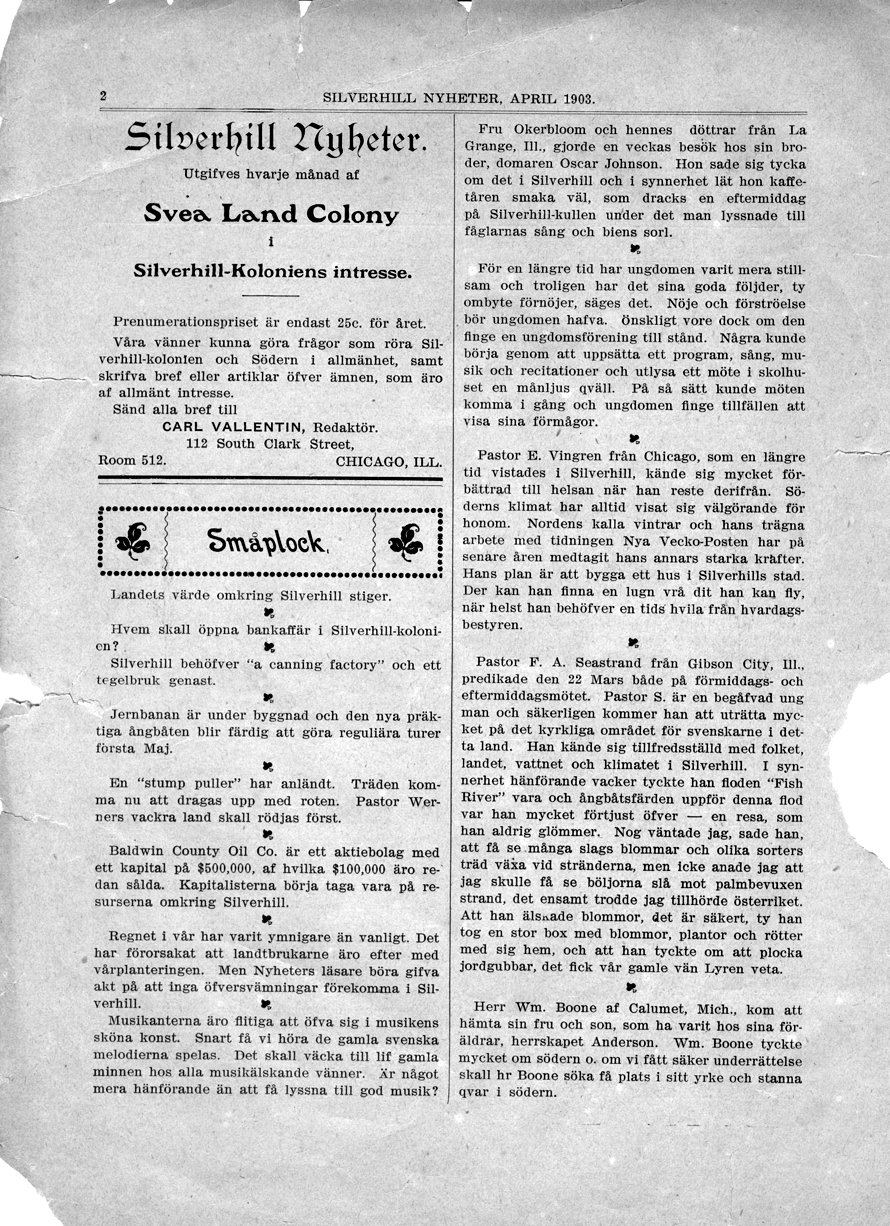 2
SILVERHILL NYHETER, APRIL 1903.
Silverhill Nyheter.
Utgifves hvarje månad af
Svea Land Colony
i
Silverhill-Koloniens intresse.
Prenumerationspriset är endast 25c. för året.
Våra vänner kunna göra frågor som röra Sil-
verhill-kolonien och Södern i allmänhet, samt
skrifva bref eller artiklar öfver ämnen, som äro
af allmänt intresse.
Sänd alla bref till
CARL VALLENTIN, Redaktör.
112 South Clark Street,
Room 512. CHICAGO, ILL.
Småplock.
Landets värde omkring Silverhill stiger.
Hvem skall öppna bankaffär i Silverhill-koloni-
en?
Silverhill behöfver "a canning factory" och ett
tegelbruk genast.
Jernbanan är under byggnad och den nya präk-
tiga ångbåten blir färdig att göra reguliära turer
första Maj.
En "stump puller" har anländt. Träden kom-
ma nu att dragas upp med roten. Pastor Wer-
ners vackra land skall rödjas först.
Baldwin County Oil Co. är ett aktiebolag med
ett kapital på $500,000, af hvilka $100,000 äro re-
dan sålda. Kapitalisterna börja taga vara på re-
surserna omkring Silverhill.
Regnet i vår har varit ymnigare än vanligt. Det
har förorsakat att landtbrukarne äro efter med
vårplanteringen. Men Nyheters läsare böra gifva
akt på att inga öfversvämningar förekomma i Sil-
verhill.
Musikanterna äro flitiga att öfva sig i musikens
sköna konst. Snart få vi höra de gamla svenska
melodierna spelas. Det skall väcka till lif gamla
minnen hos alla musikälskande vänner. Är något
mera hänförande än att få lyssna till god musik?
Fru Okerbloom och hennes döttrar från La
Grange, Ill., gjorde en veckas besök hos sin bro-
der, domaren Oscar Johnson. Hon sade sig tycka
om det i Silverhill och i synnerhet lät hon kaffe-
tåren smaka väl, som dracks en eftermiddag
på Silverhill-kullen under det man lyssnade till
fåglarnas sång och biens sorl.
För en längre tid har ungdomen varit mera still-
sam och troligen har det sina goda följder, ty
ombyte förnöjer, säges det. Nöje och förströelse
bör ungdomen hafva. Önskligt vore dock om den
finge en ungdomsförening till stånd. Några kunde
börja genom att uppsätta ett program, sång, mu-
sik och recitationer och utlysa ett möte i skolhu-
set en månljus qväll. På så sätt kunde möten
komma i gång och ungdomen finge tillfällen att
visa sina förmågor.
Pastor E. Vingren från Chicago, som en längre
tid vistades i Silverhill, kände sig mycket för-
bättrad till helsan när han reste derifrån. Sö-
derns klimat har alltid visat sig välgörande för
honom. Nordens kalla vintrar och hans trägna
arbete med tidningen Nya Vecko-Posten har på
senare åren medtagit hans annars starka krafter.
Hans plan är att bygga ett hus i Silverhills stad.
Der kan han finna en lugn vrå dit han kan fly,
när helst han behöfver en tids hvila från hvardags-
bestyren.
Pastor F. A. Seastrand från Gibson City, Ill.,
predikade den 22 Mars både på förmiddags- och
eftermiddagsmötet. Pastor S. är en begåfvad ung
man och säkerligen kommer han att uträtta myc-
ket på det kyrkliga området för svenskarne i det-
ta land. Han kände sig tillfredsställd med folket,
landet, vattnet och klimatet i Silverhill. I syn-
nerhet hänförande vacker tyckte han floden "Fish
River" vara och ångbåtsfärden uppför denna flod
var han mycket förtjust öfver — en resa, som
han aldrig glömmer. Nog väntade jag, sade han,
att få se många slags blommar och olika sorters
träd växa vid stränderna, men icke anade jag att
jag skulle få se böljorna slå mot palmbevuxen
strand, det ensamt trodde jag tillhörde österriket.
Att han älskade blommor, det är säkert, ty han
tog en stor box med blommor, plantor och rötter
med sig hem, och att han tyckte om att plocka
jordgubbar, det fick vår gamle vän Lyren veta.
Herr Wm. Boone af Calumet, Mich., kom att
hämta sin fru och son, som ha varit hos sina för-
äldrar, herrskapet Anderson. Wm. Boone tyckte
mycket om södern o. om vi fått säker underrättelse
skall hr Boone söka få plats i sitt yrke och stanna
qvar i södern.